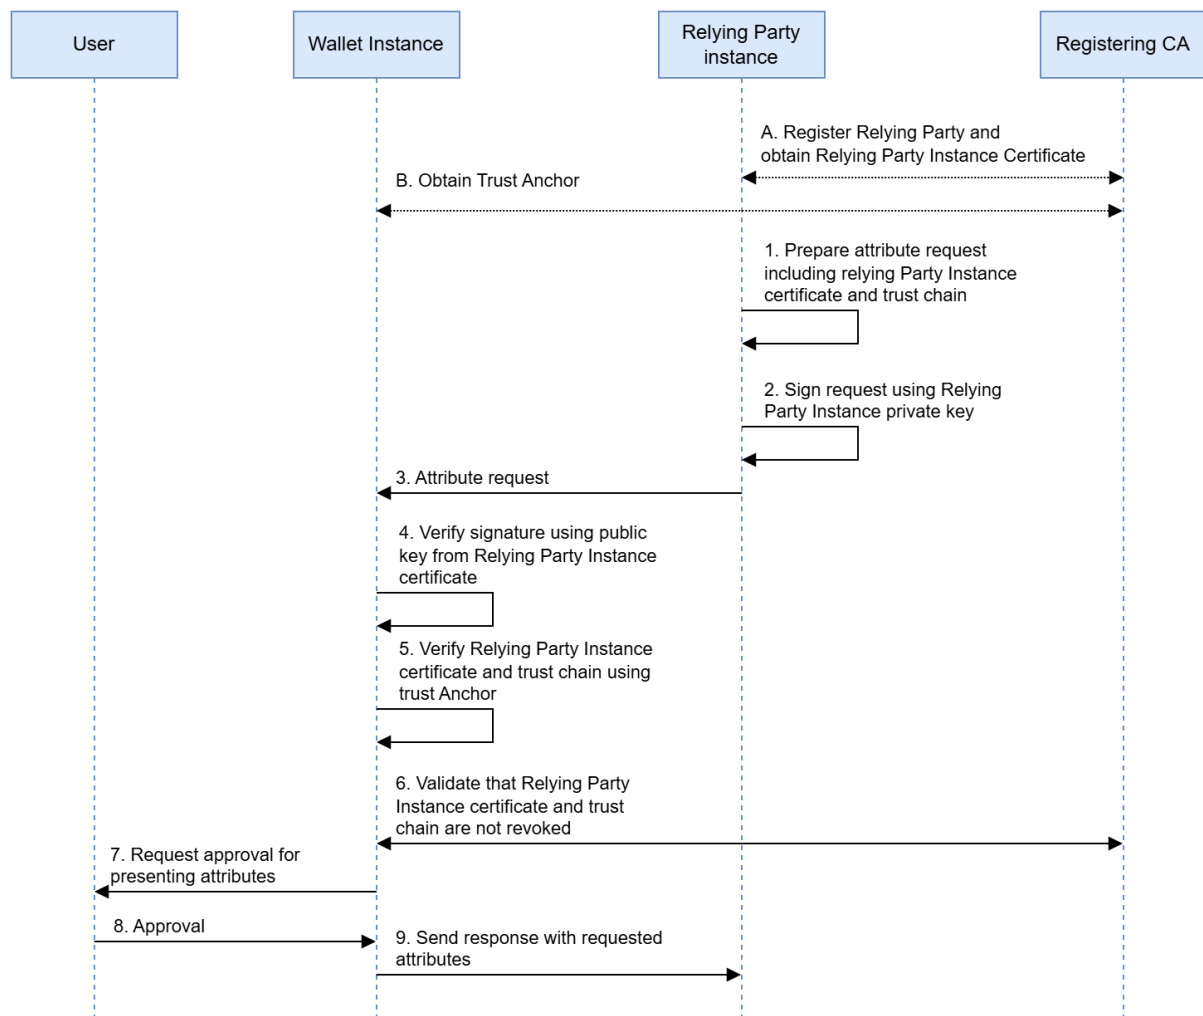 User
Wallet Instance
Relying Party
instance
Registering CA
A. Register Relying Party and
obtain Relying Party Instance Certificate
B. Obtain Trust Anchor
1. Prepare attribute request
including relying Party Instance
certificate and trust chain
2. Sign request using Relying
Party Instance private key
3. Attribute request
4. Verify signature using public
key from Relying Party Instance
certificate
5. Verify Relying Party Instance
certificate and trust chain using
trust Anchor
6. Validate that Relying Party
Instance certificate and trust
chain are not revoked
7. Request approval for
presenting attributes
8. Approval
9. Send response with requested
attributes